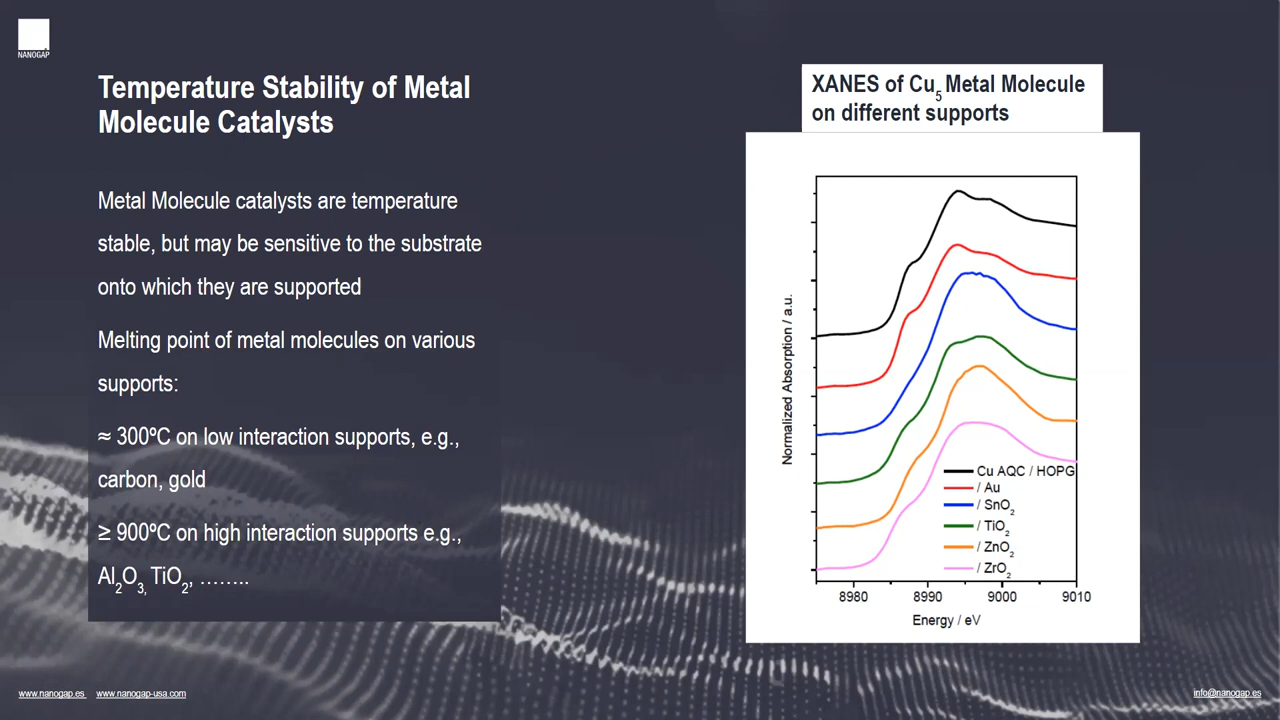 NANOGAP
Temperature Stability of Metal
Molecule Catalysts
Metal Molecule catalysts are temperature
stable, but may be sensitive to the substrate
onto which they are supported
Melting point of metal molecules on various
supports:
≈ 300ºC on low interaction supports, e.g.,
carbon, gold
≥ 900ºC on high interaction supports e.g.,
Al2O3, TiO2, ........
XANES of Cu5 Metal Molecule
on different supports
Normalized Absorption / a.u.
Cu AQC / HOPG
/ Au
/ SnO2
/ TiO2
/ ZnO2
/ ZrO2
8980 8990 9000 9010
Energy / eV
www.nanogap.es www.nanogap-usa.com
info@nanogap.es